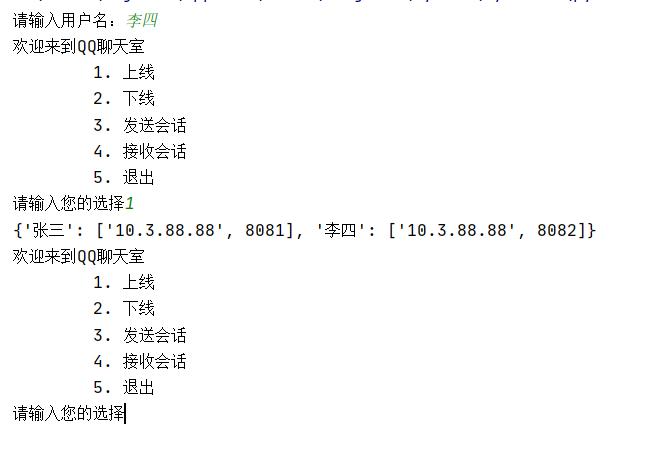 请输入用户名：李四
欢迎来到QQ聊天室
1. 上线
2. 下线
3. 发送会话
4. 接收会话
5. 退出
请输入您的选择1
{'张三': ['10.3.88.88', 8081], '李四': ['10.3.88.88', 8082]}
欢迎来到QQ聊天室
1. 上线
2. 下线
3. 发送会话
4. 接收会话
5. 退出
请输入您的选择